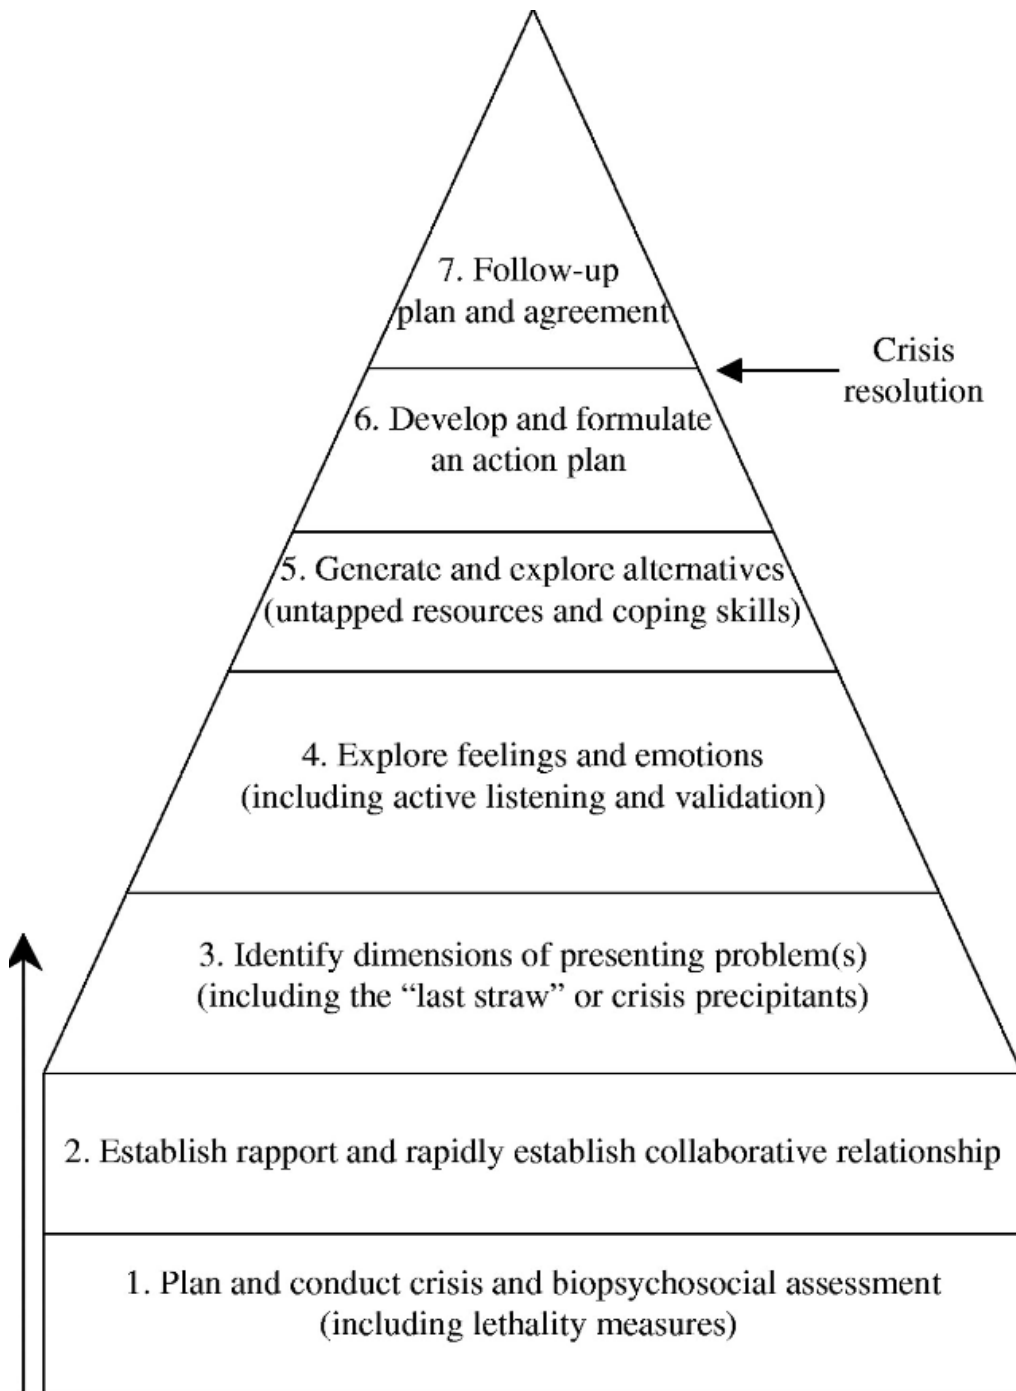 7. Follow-up
plan and agreement
Crisis
resolution
6. Develop and formulate
an action plan
5. Generate and explore alternatives
(untapped resources and coping skills)
4. Explore feelings and emotions
(including active listening and validation)
3. Identify dimensions of presenting problem(s)
(including the “last straw” or crisis precipitants)
2. Establish rapport and rapidly establish collaborative relationship
1. Plan and conduct crisis and biopsychosocial assessment
(including lethality measures)